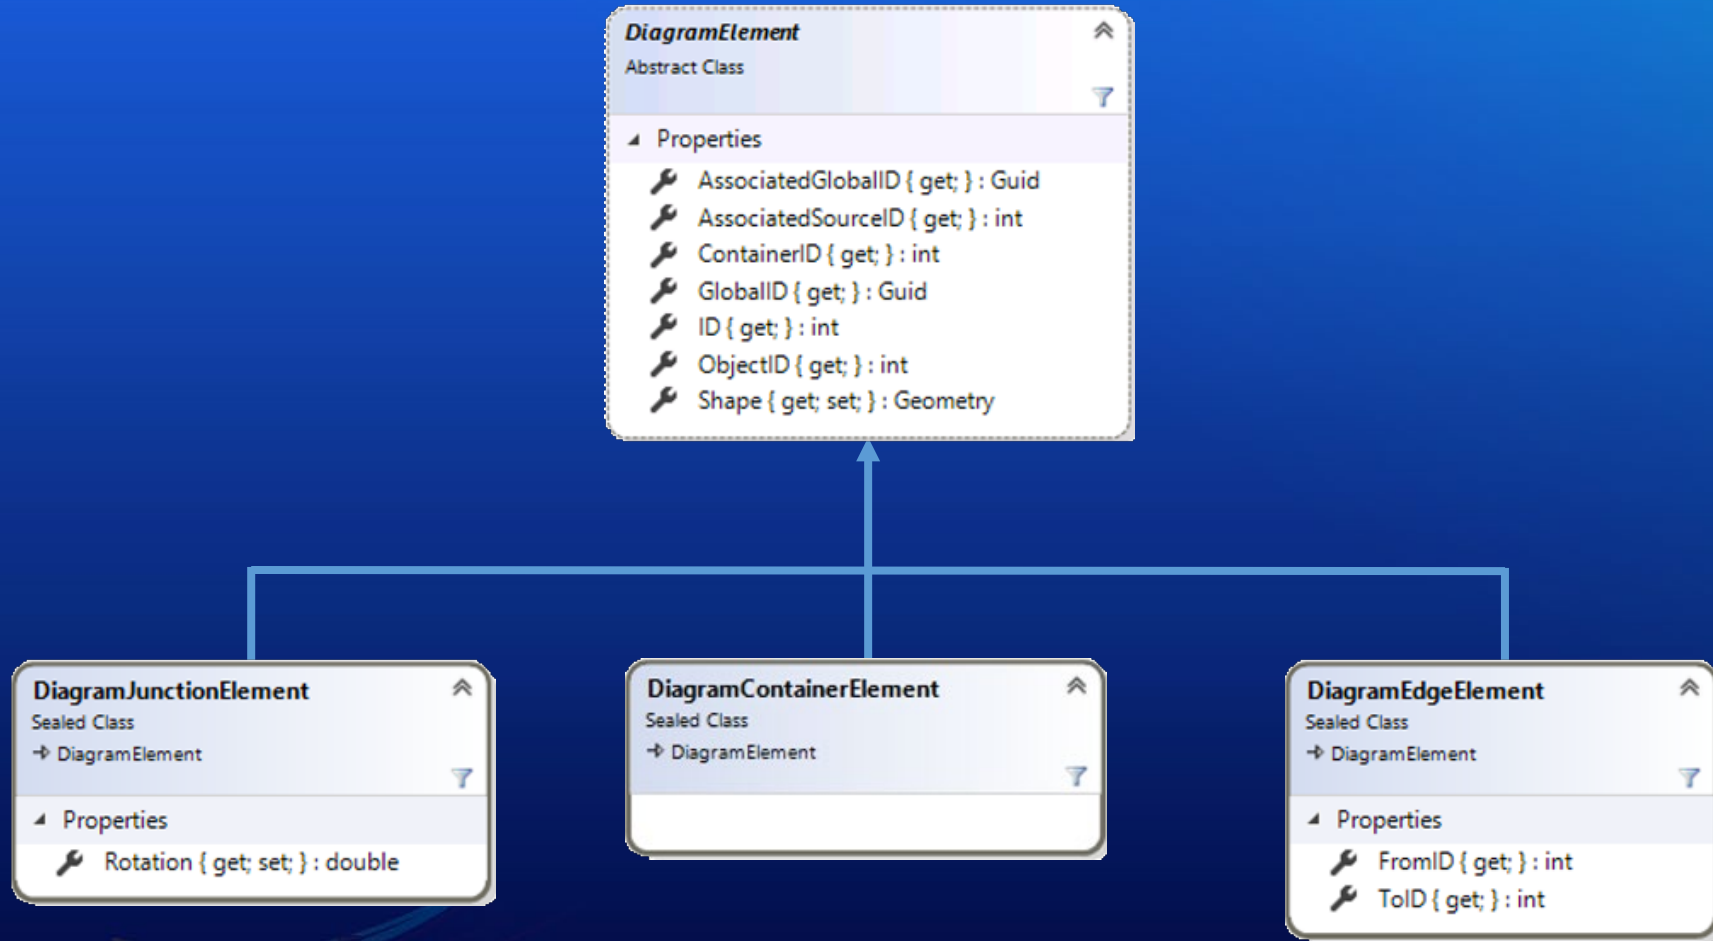 DiagramElement
Abstract Class
Properties
AssociatedGlobalID { get; } : Guid
AssociatedSourceID { get; } : int
ContainerID { get; } : int
GlobalID { get; } : Guid
ID { get; } : int
ObjectID { get; } : int
Shape { get; set; } : Geometry
DiagramJunctionElement
Sealed Class
DiagramElement
Properties
Rotation { get; set; } : double
DiagramContainerElement
Sealed Class
DiagramElement
DiagramEdgeElement
Sealed Class
DiagramElement
Properties
FromID { get; } : int
ToID { get; } : int